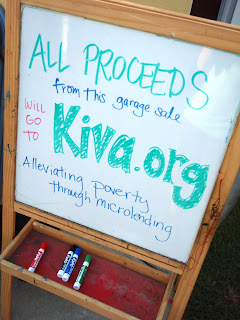 ALL PROCEEDS
from this garage sale
WILL
GO
TO
Kiva.org
Alleviating poverty
through microlending